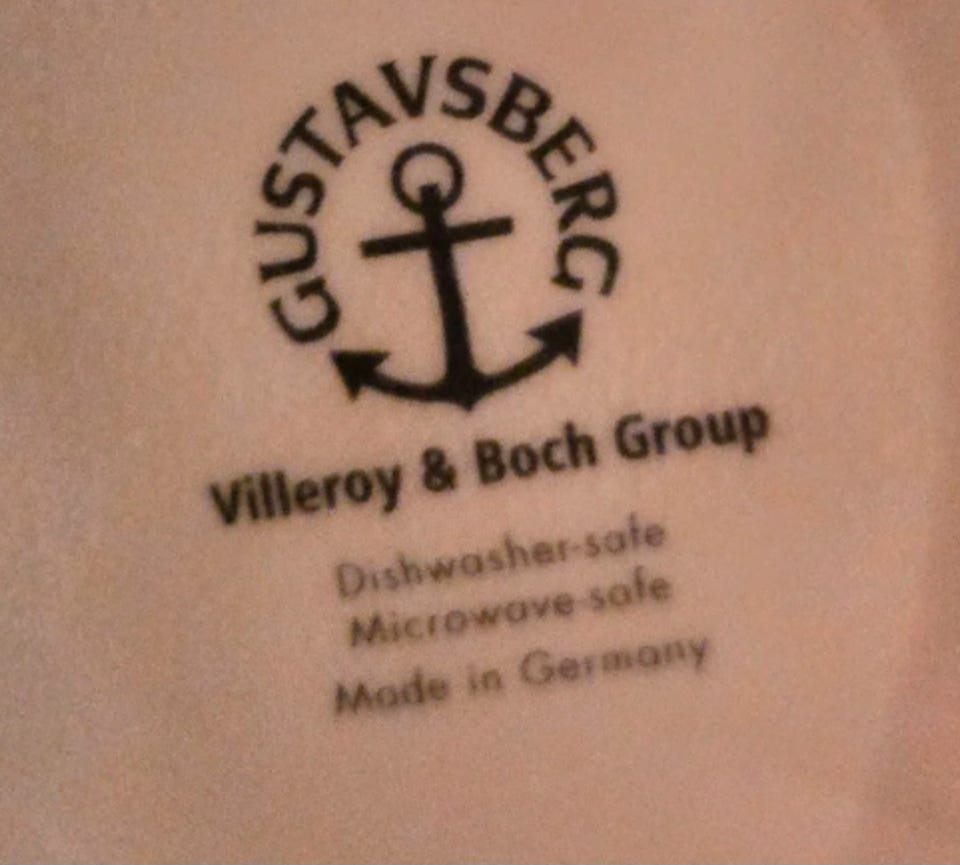 GUSTAVSBERG
Villeroy & Boch Group
Dishwasher-safe
Microwave-safe
Made in Germany